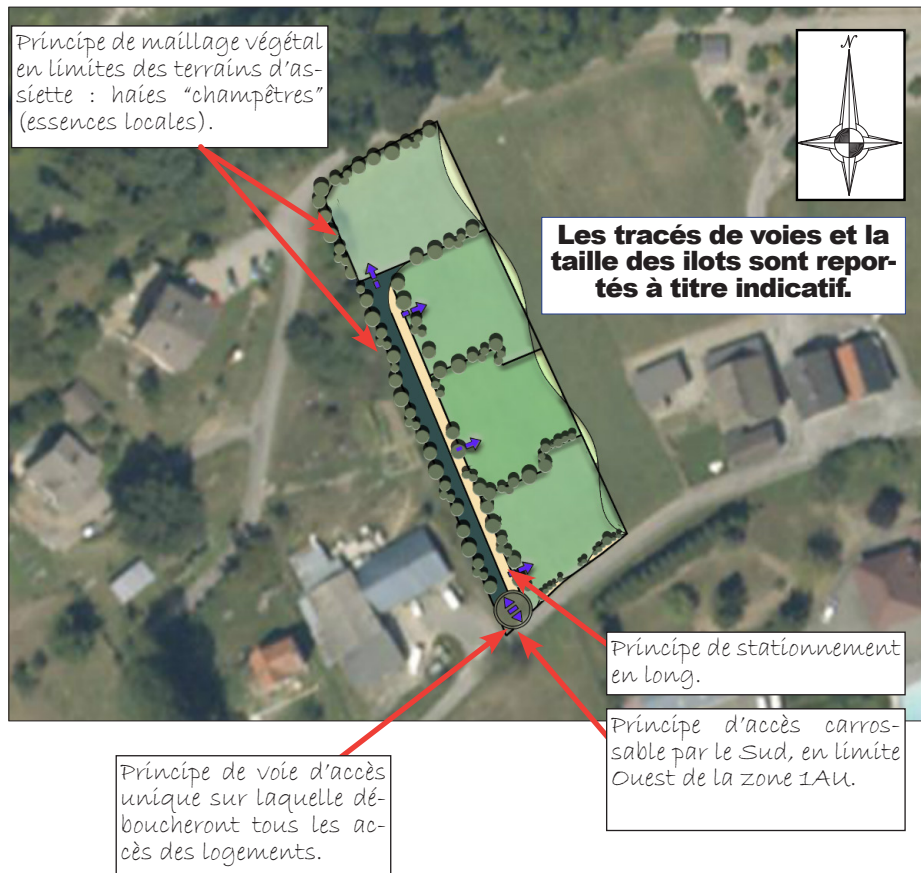 Principe de maillage végétal
en limites des terrains d'as-
siette : haies “champêtres”
(essences locales).
N
Les tracés de voies et la
taille des ilots sont repor-
tés à titre indicatif.
Principe de stationnement
en long.
Principe d'accès carros-
sable par le Sud, en limite
Ouest de la zone 1AU.
Principe de voie d'accès
unique sur laquelle dé-
boucheront tous les ac-
cès des logements.